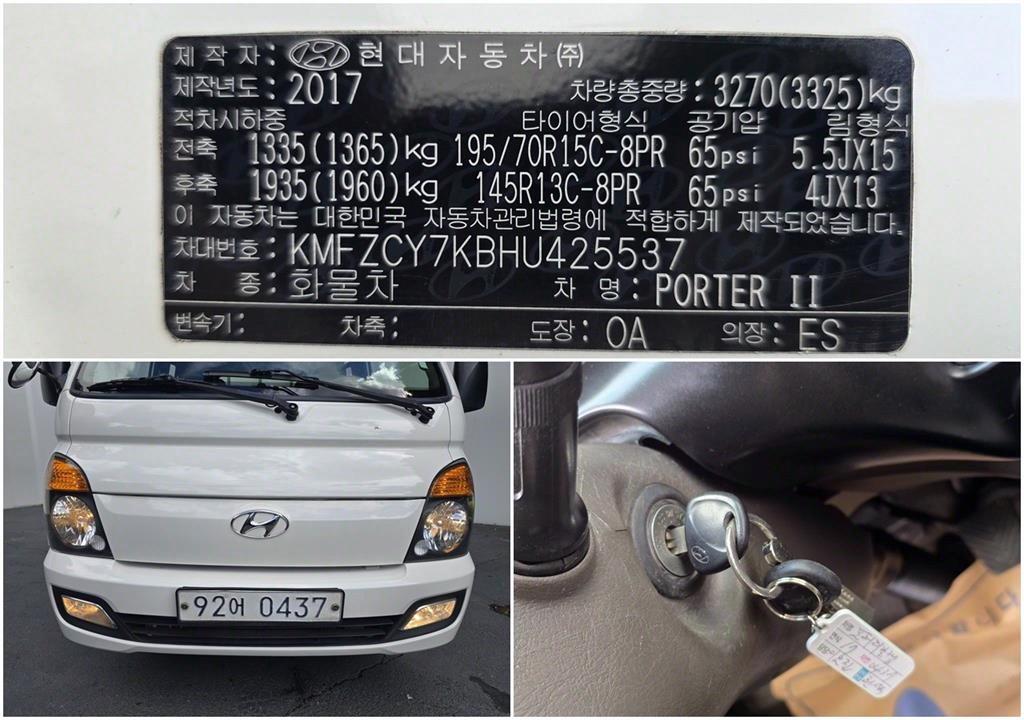 제 작 자 : 현 대 자 동 차 ㈜
제작년도 : 2017 차량총중량 : 3270(3325)kg
적차시하중 타이어형식 공기압 림형식
전축 1335(1365)kg 195/70R15C-8PR 65psi 5.5JX15
후축 1935(1960)kg 145R13C-8PR 65psi 4JX13
이 자동차는 대한민국 자동차관리법령에 적합하게 제작되었습니다.
차대번호 : KMFZCY7KBHU425537
차 종 : 화물차 차 명 : PORTER II
변속기 : 차축 : 도장 : OA 의장 : ES
92어 0437